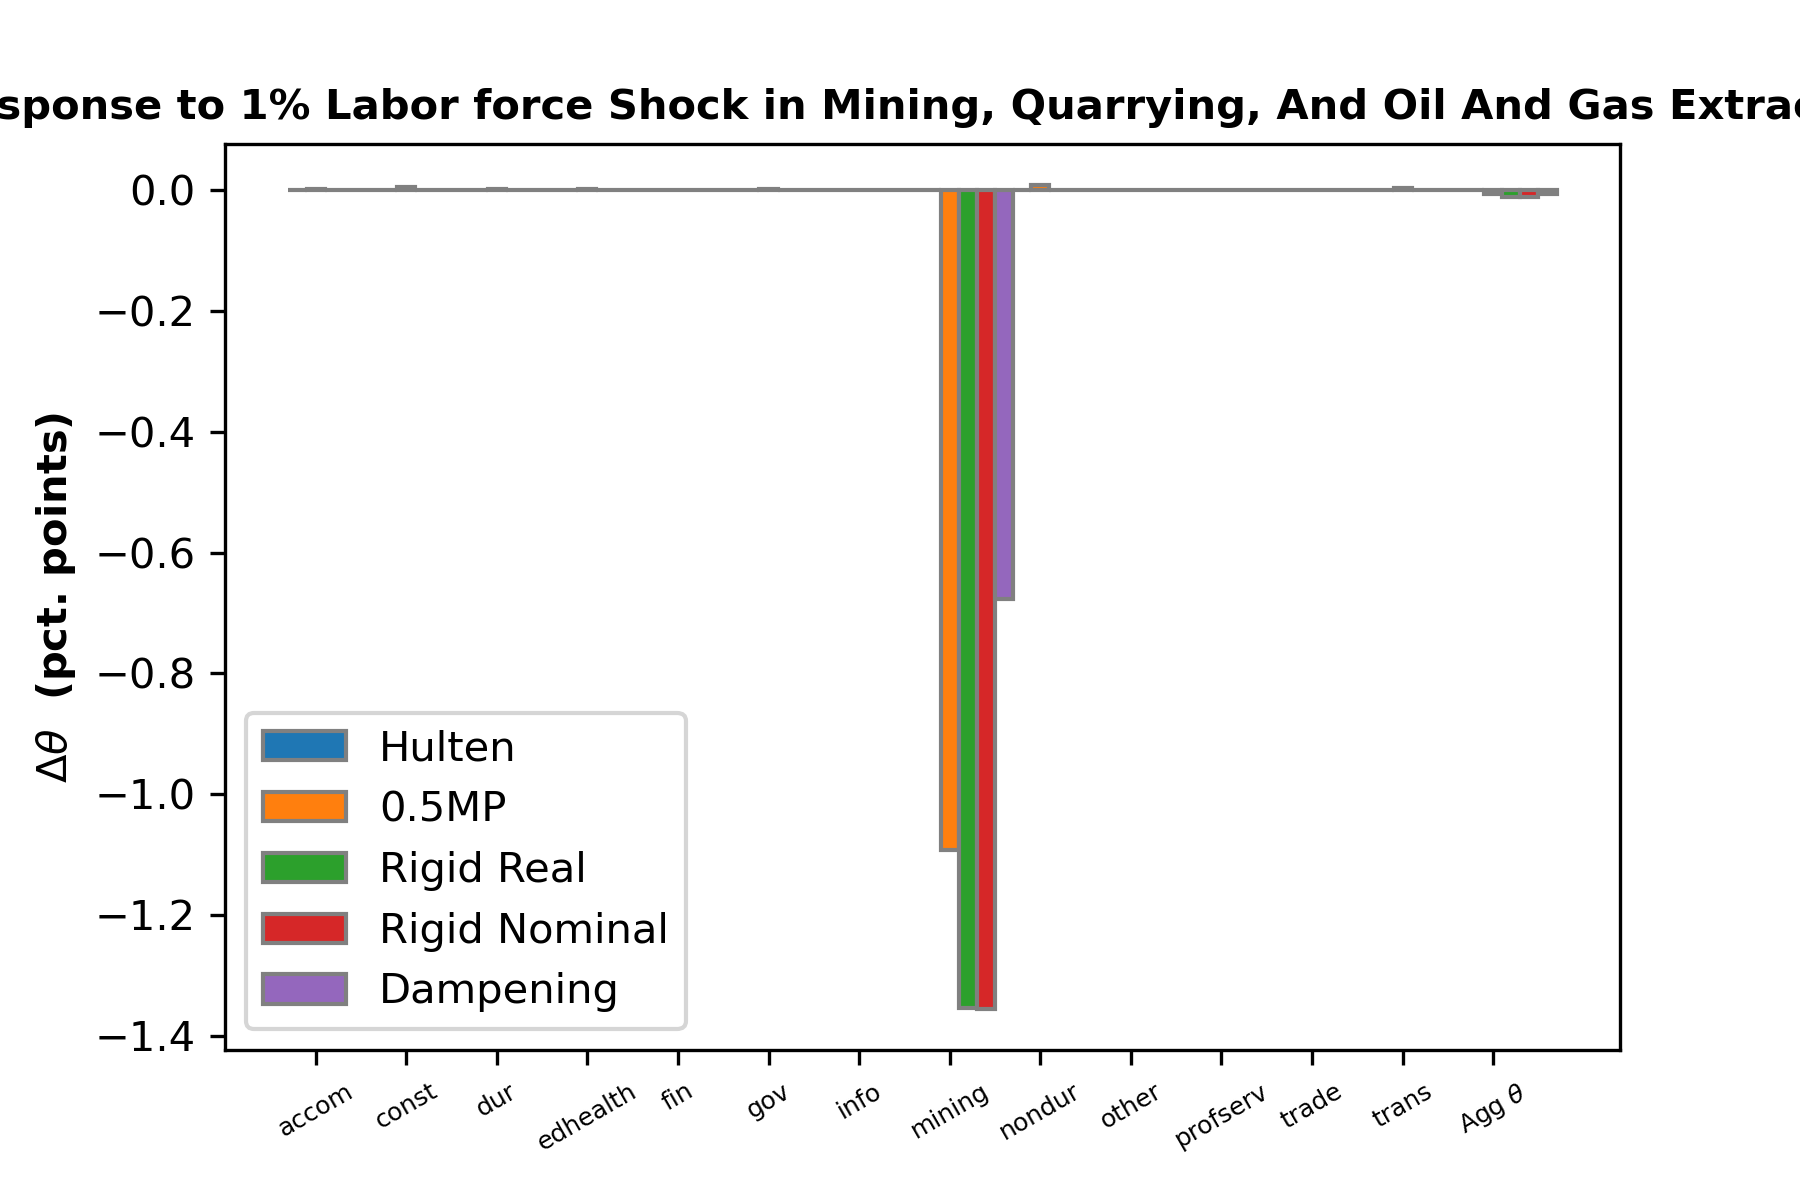 sponse to 1% Labor force Shock in Mining, Quarrying, And Oil And Gas Extra
Δθ (pct. points)
0.0
−0.2
−0.4
−0.6
−0.8
−1.0
−1.2
−1.4
Hulten
0.5MP
Rigid Real
Rigid Nominal
Dampening
accom const dur edhealth fin gov info mining nondur other profserv trade trans Agg θ